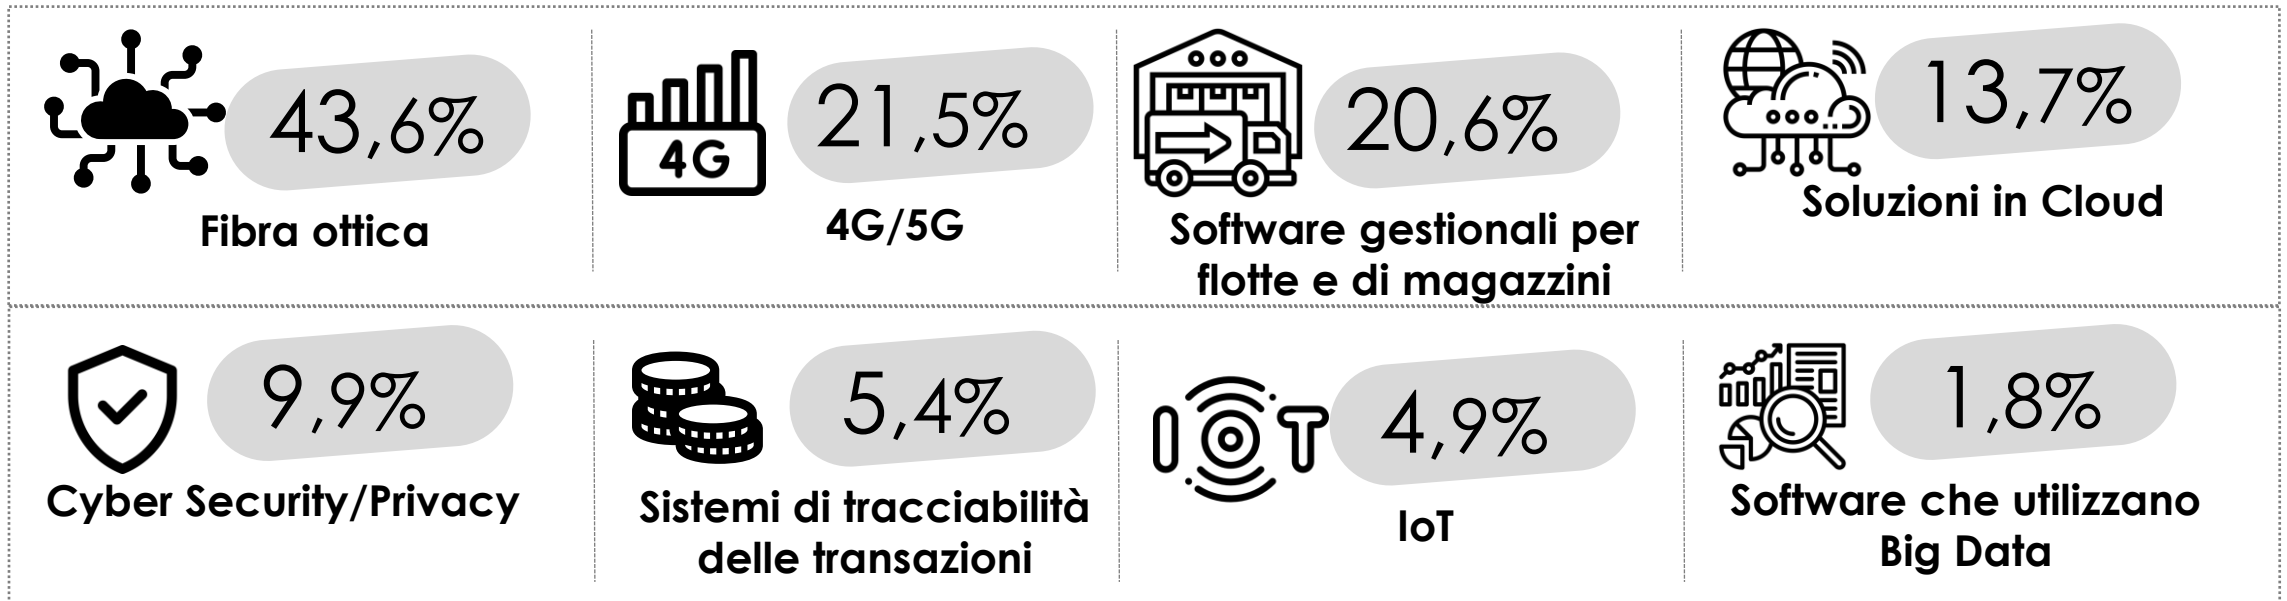 43,6%
Fibra ottica
4G
21,5%
4G/5G
20,6%
Software gestionali per
flotte e di magazzini
13,7%
Soluzioni in Cloud
9,9%
Cyber Security/Privacy
5,4%
Sistemi di tracciabilità
delle transazioni
IOT
4,9%
IoT
1,8%
Software che utilizzano
Big Data